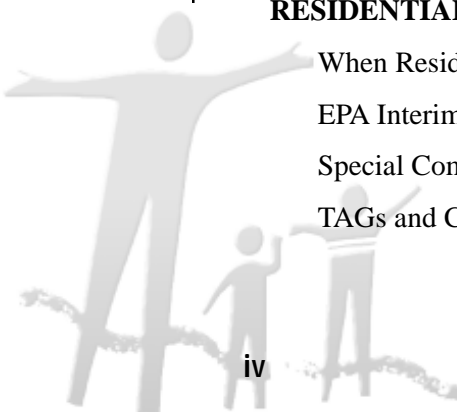 RESIDENTIAL
When Resid
EPA Interim
Special Con
TAGs and C
iv